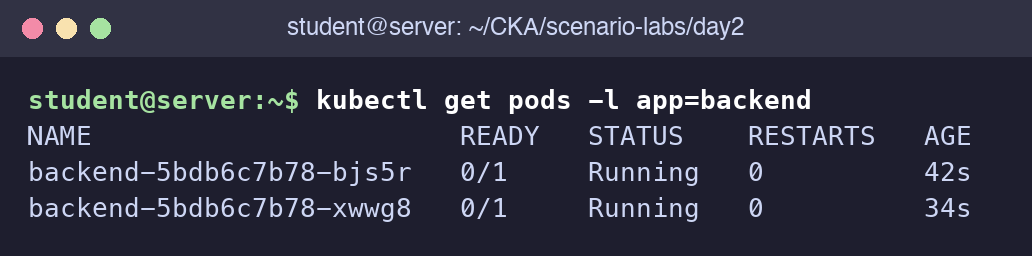 student@server: ~/CKA/scenario-labs/day2
student@server:~$ kubectl get pods -l app=backend
NAME READY STATUS RESTARTS AGE
backend-5bdb6c7b78-bjs5r 0/1 Running 0 42s
backend-5bdb6c7b78-xwwg8 0/1 Running 0 34s